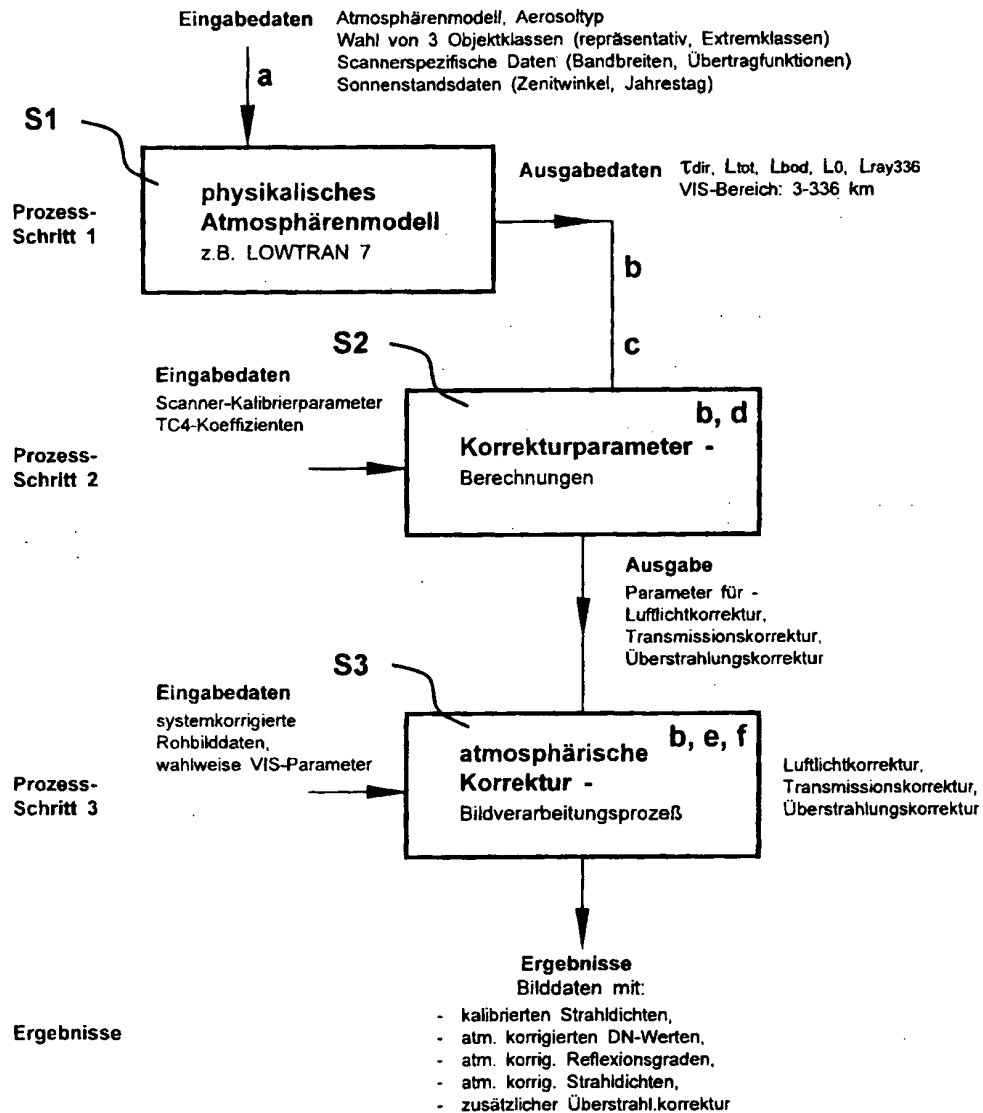 Eingabedaten
Atmosphärenmodell, Aerosoltyp
Wahl von 3 Objektklassen (repräsentativ, Extremklassen)
Scannerspezifische Daten (Bandbreiten, Übertragfunktionen)
Sonnenstandsdaten (Zenitwinkel, Jahrestag)
a
S1
Prozess-
Schritt 1
physikalisches
Atmosphärenmodell
z.B. LOWTRAN 7
Ausgabedaten τdir, Ltot, Lbod, L0, Lray336
VIS-Bereich: 3-336 km
b
c
S2
Eingabedaten
Scanner-Kalibrierparameter
TC4-Koeffizienten
Prozess-
Schritt 2
b, d
Korrekturparameter -
Berechnungen
Ausgabe
Parameter für -
Luftlichtkorrektur,
Transmissionskorrektur,
Überstrahlungskorrektur
S3
Eingabedaten
systemkorrigierte
Rohbilddaten,
wahlweise VIS-Parameter
Prozess-
Schritt 3
b, e, f
atmosphärische
Korrektur -
Bildverarbeitungsprozeß
Luftlichtkorrektur,
Transmissionskorrektur,
Überstrahlungskorrektur
Ergebnisse
Bilddaten mit:
Ergebnisse
- kalibrierten Strahldichten,
- atm. korrigierten DN-Werten,
- atm. korrig. Reflexionsgraden,
- atm. korrig. Strahldichten,
- zusätzlicher Überstrahl.korrektur